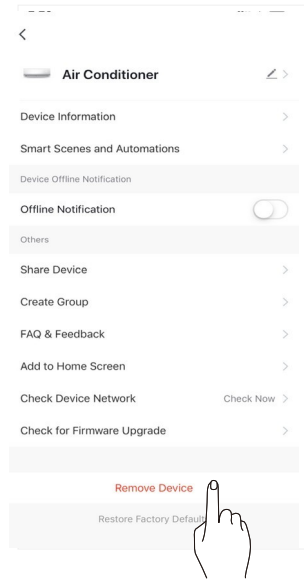 Air Conditioner
Device Information
Smart Scenes and Automations
Device Offline Notification
Offline Notification
Others
Share Device
Create Group
FAQ & Feedback
Add to Home Screen
Check Device Network Check Now
Check for Firmware Upgrade
Remove Device
Restore Factory Default